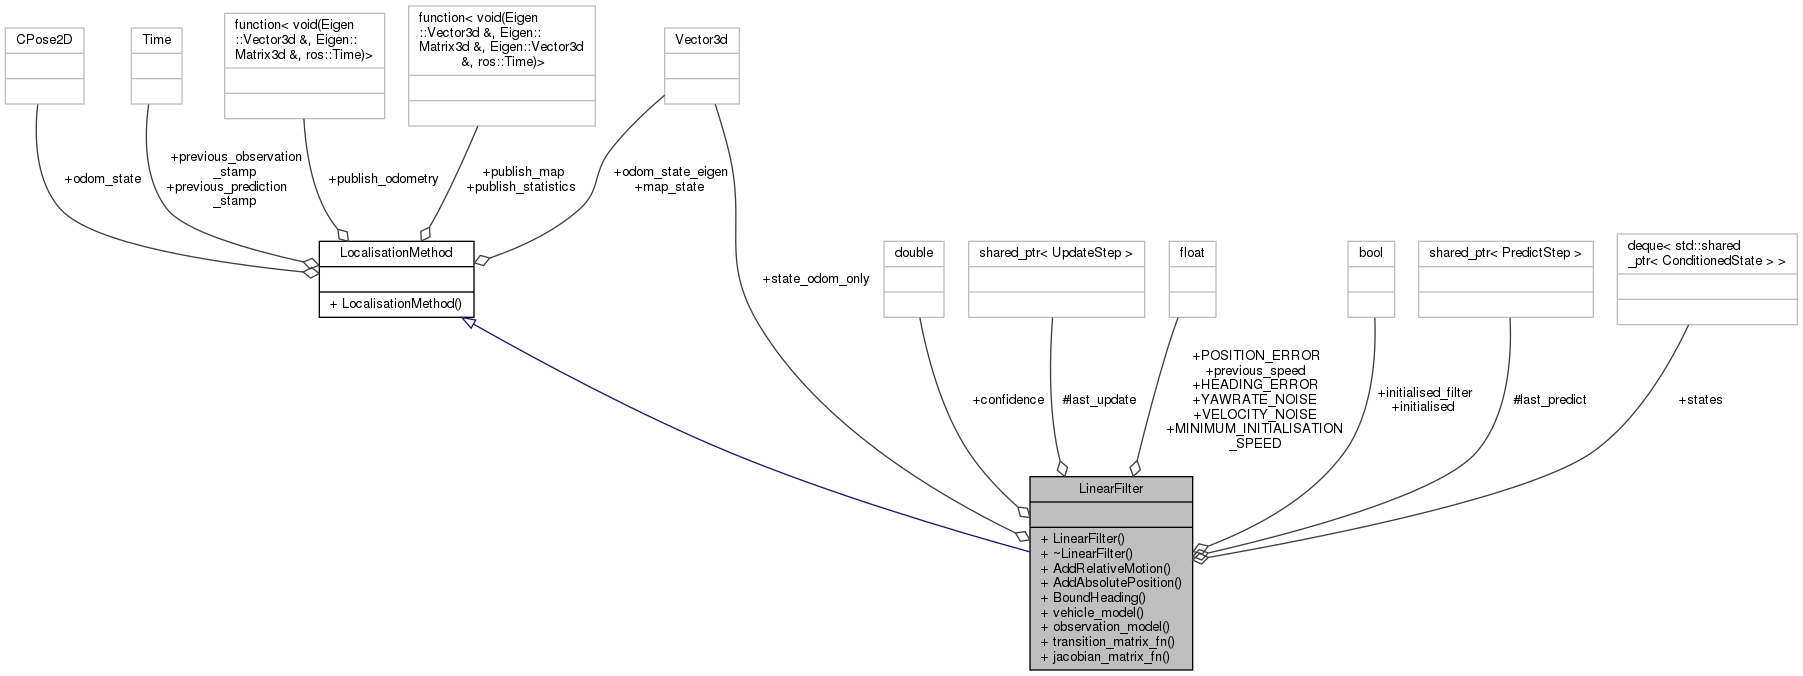 CPose2D
Time
function< void(Eigen
::Vector3d &, Eigen::
Matrix3d &, ros::Time)>
function< void(Eigen
::Vector3d &, Eigen::
Matrix3d &, Eigen::Vector3d
&, ros::Time)>
Vector3d
+odom_state
+previous_observation
_stamp
+previous_prediction
_stamp
+publish_odometry
+publish_map
+publish_statistics
+odom_state_eigen
+map_state
LocalisationMethod
+ LocalisationMethod()
+state_odom_only
double
shared_ptr< UpdateStep >
float
bool
shared_ptr< PredictStep >
deque< std::shared
_ptr< ConditionedState > >
+confidence
#last_update
+POSITION_ERROR
+previous_speed
+HEADING_ERROR
+YAWRATE_NOISE
+VELOCITY_NOISE
+MINIMUM_INITIALISATION
_SPEED
+initialised_filter
+initialised
#last_predict
+states
LinearFilter
+ LinearFilter()
+ ~LinearFilter()
+ AddRelativeMotion()
+ AddAbsolutePosition()
+ BoundHeading()
+ vehicle_model()
+ observation_model()
+ transition_matrix_fn()
+ jacobian_matrix_fn()